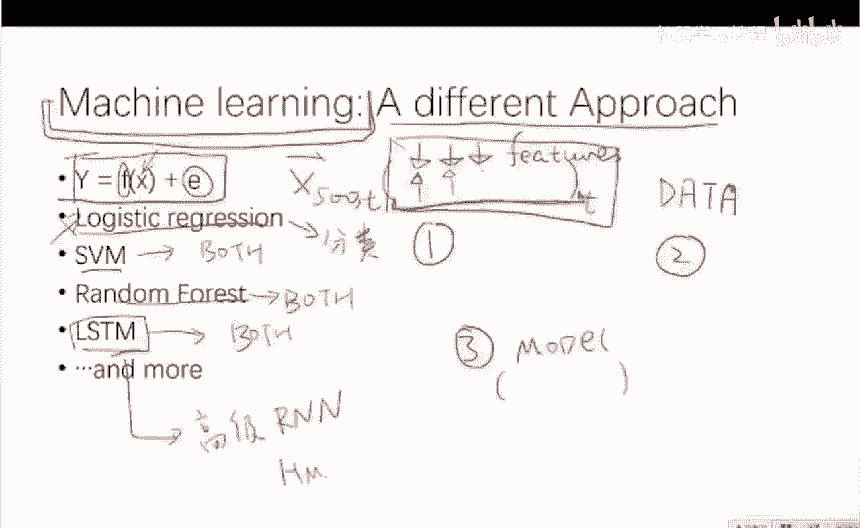 Machine learning: A different Approach
• Y = f(x) + e
features
t
DATA
• Logistic regression → 分类
①
②
• SVM → BOTH
• Random Forest → BOTH
• LSTM → BOTH
③ MODEL
( )
• …and more
高级 RNN
HM